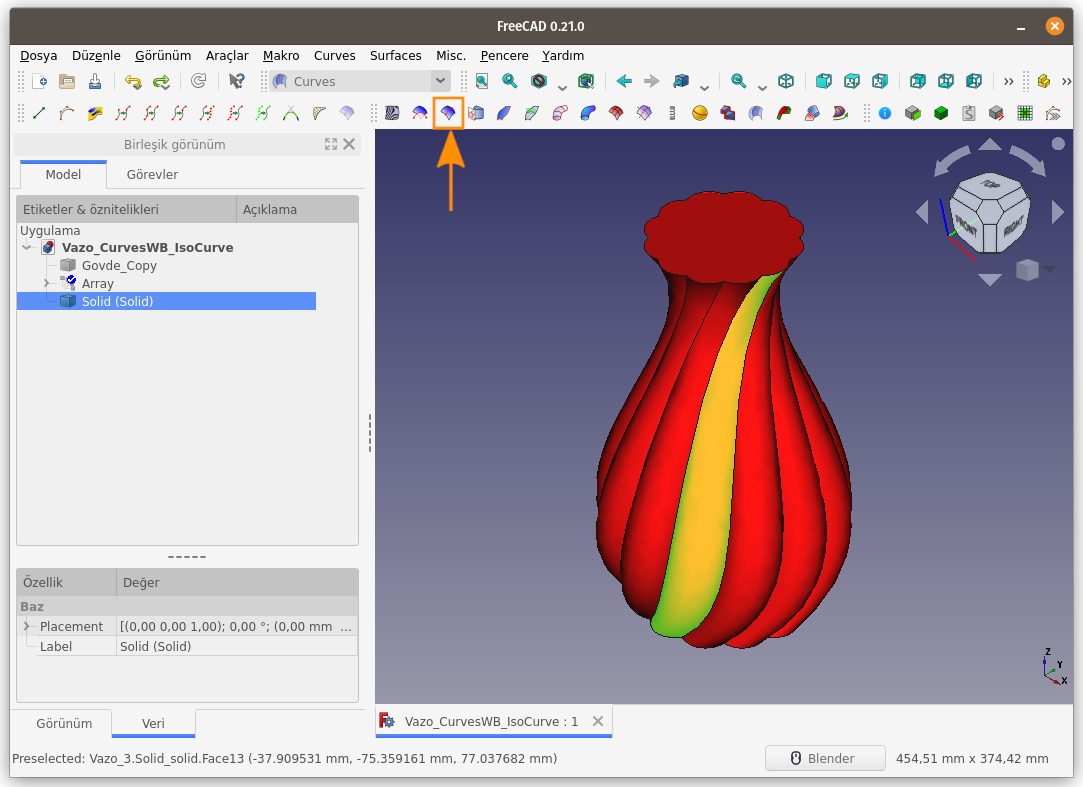 FreeCAD 0.21.0
Dosya Düzenle Görünüm Araçlar Makro Curves Surfaces Misc. Pencere Yardım
Curves
Birleşik görünüm
Model Görevler
Etiketler & öznitelikleri Açıklama
Uygulama
Vazo_CurvesWB_IsoCurve
Govde_Copy
Array
Solid (Solid)
TOP
FRONT
RIGHT
Özellik Değer
Baz
Placement [(0,00 0,00 1,00); 0,00 °; (0,00 mm ...
Label Solid (Solid)
Z
Y
X
Görünüm Veri
Vazo_CurvesWB_IsoCurve : 1
Preselected: Vazo_3.Solid_solid.Face13 (-37.909531 mm, -75.359161 mm, 77.037682 mm)
Blender
454,51 mm x 374,42 mm